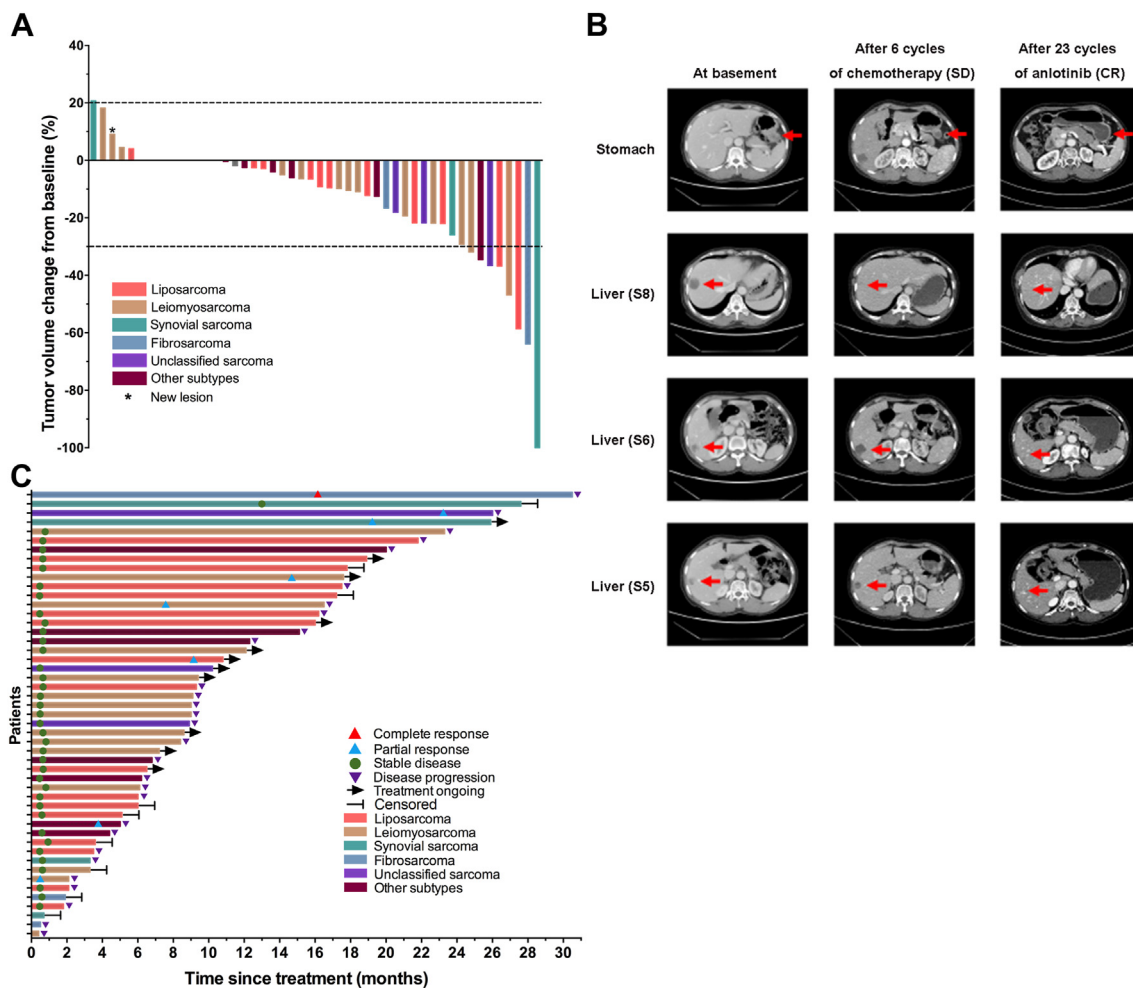 A
40
20
0
-20
-40
-60
-80
-100
Tumor volume change from baseline (%)
*
Liposarcoma
Leiomyosarcoma
Synovial sarcoma
Fibrosarcoma
Unclassified sarcoma
Other subtypes
* New lesion
B
At basement
After 6 cycles
of chemotherapy (SD)
After 23 cycles
of anlotinib (CR)
Stomach
Liver (S8)
Liver (S6)
Liver (S5)
C
Patients
Complete response
Partial response
Stable disease
Disease progression
Treatment ongoing
Censored
Liposarcoma
Leiomyosarcoma
Synovial sarcoma
Fibrosarcoma
Unclassified sarcoma
Other subtypes
0 2 4 6 8 10 12 14 16 18 20 22 24 26 28 30
Time since treatment (months)